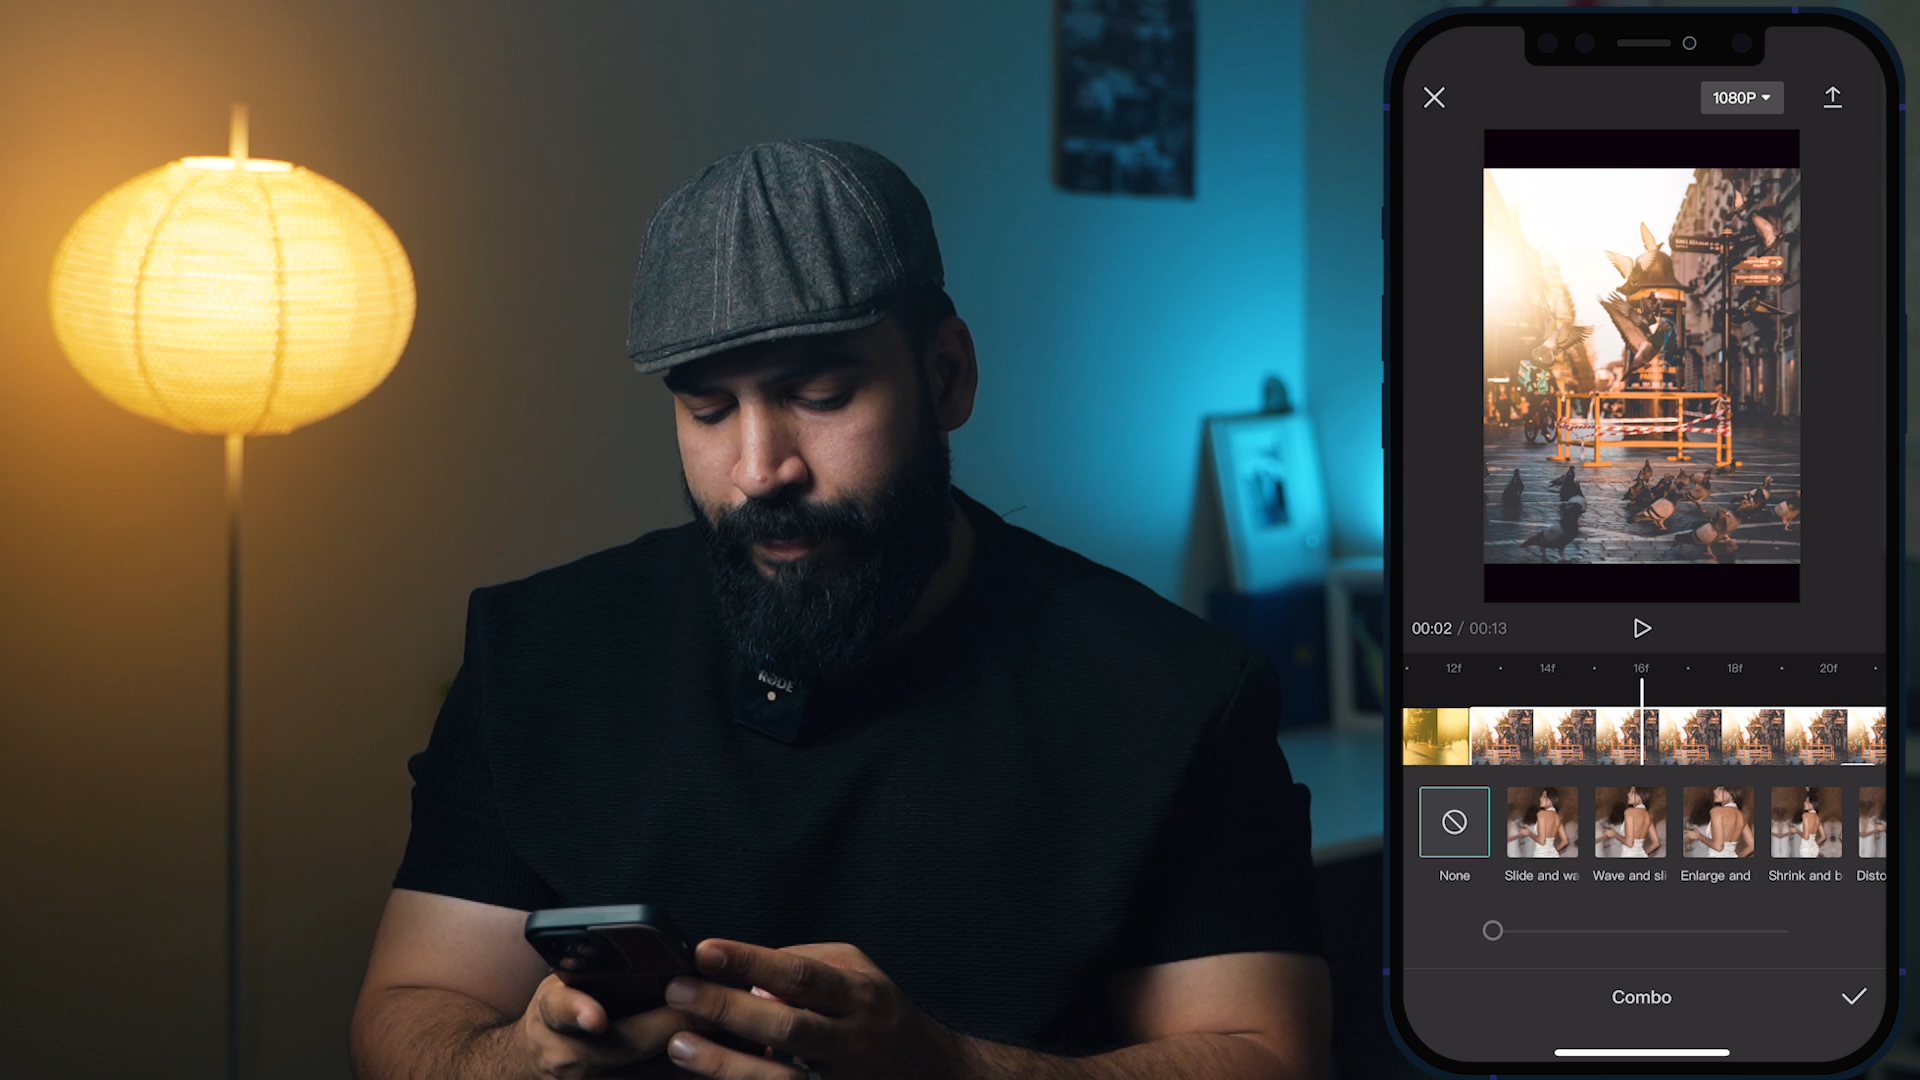 1080P
00:02 / 00:13
12f 14f 16f 18f 20f
None Slide and wa Wave and sli Enlarge and Shrink and b Disto
Combo
RODE